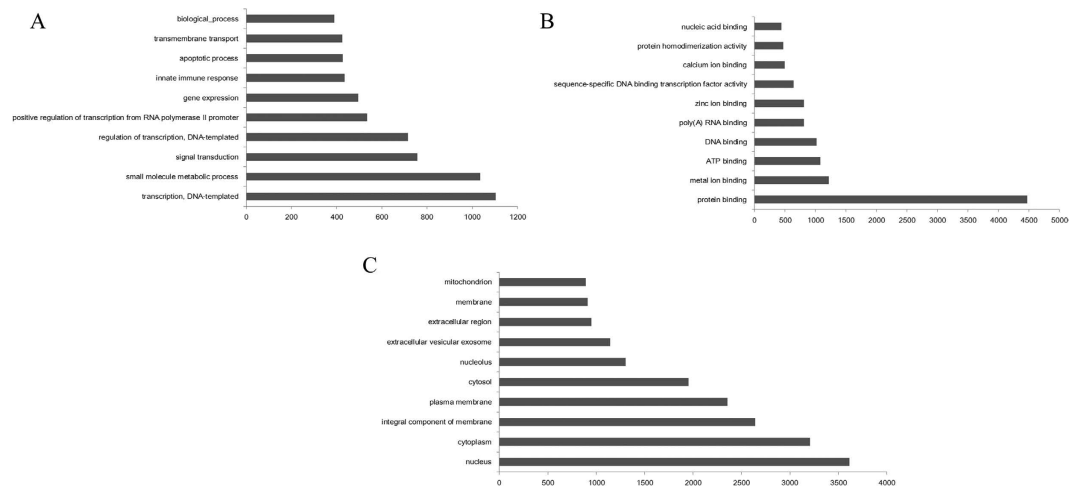 A
biological_process
transmembrane transport
apoptotic process
innate immune response
gene expression
positive regulation of transcription from RNA polymerase II promoter
regulation of transcription, DNA-templated
signal transduction
small molecule metabolic process
transcription, DNA-templated
0 200 400 600 800 1000 1200
B
nucleic acid binding
protein homodimerization activity
calcium ion binding
sequence-specific DNA binding transcription factor activity
zinc ion binding
poly(A) RNA binding
DNA binding
ATP binding
metal ion binding
protein binding
0 500 1000 1500 2000 2500 3000 3500 4000 4500 5000
C
mitochondrion
membrane
extracellular region
extracellular vesicular exosome
nucleolus
cytosol
plasma membrane
integral component of membrane
cytoplasm
nucleus
0 500 1000 1500 2000 2500 3000 3500 4000